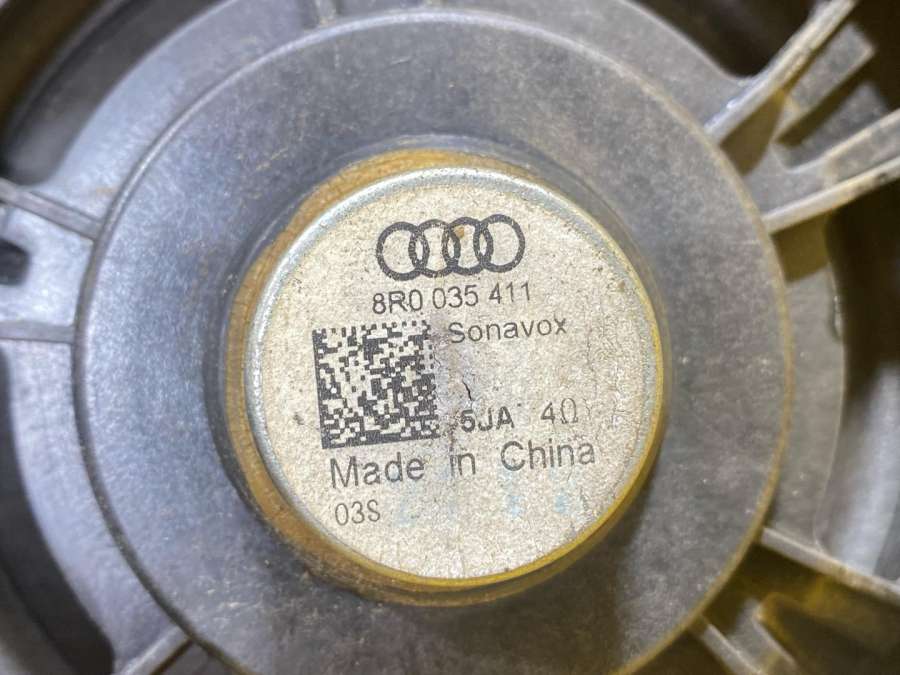 8R0 035 411
Sonavox
5JA 4Ω
Made in China
03S